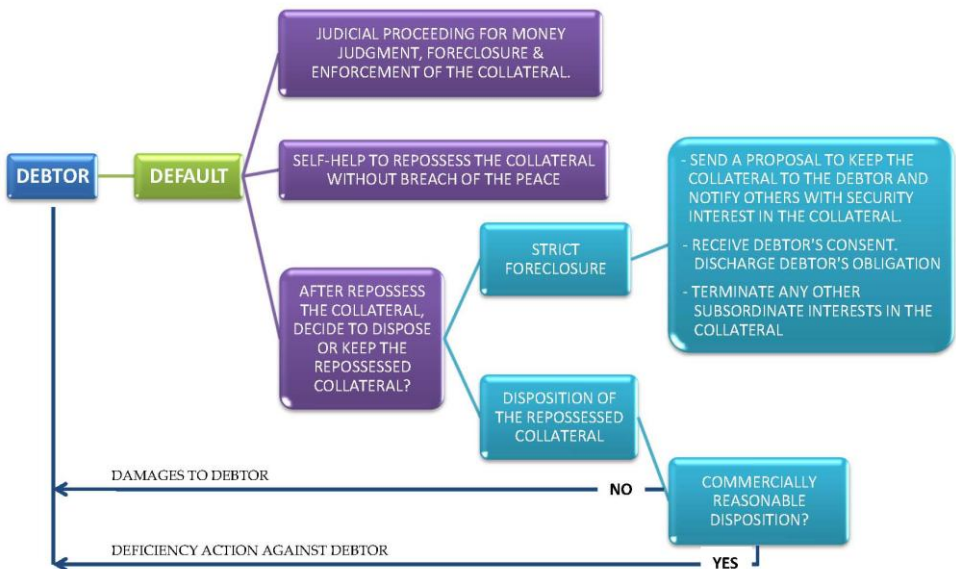 JUDICIAL PROCEEDING FOR MONEY
JUDGMENT, FORECLOSURE &
ENFORCEMENT OF THE COLLATERAL.
DEBTOR
DEFAULT
SELF-HELP TO REPOSSESS THE COLLATERAL
WITHOUT BREACH OF THE PEACE
AFTER REPOSSESS
THE COLLATERAL,
DECIDE TO DISPOSE
OR KEEP THE
REPOSSESSED
COLLATERAL?
STRICT
FORECLOSURE
- SEND A PROPOSAL TO KEEP THE
COLLATERAL TO THE DEBTOR AND
NOTIFY OTHERS WITH SECURITY
INTEREST IN THE COLLATERAL.
- RECEIVE DEBTOR'S CONSENT.
DISCHARGE DEBTOR'S OBLIGATION
- TERMINATE ANY OTHER
SUBSORDINATE INTERESTS IN THE
COLLATERAL
DISPOSITION OF
THE REPOSSESSED
COLLATERAL
COMMERCIALLY
REASONABLE
DISPOSITION?
DAMAGES TO DEBTOR
NO
DEFICIENCY ACTION AGAINST DEBTOR
YES